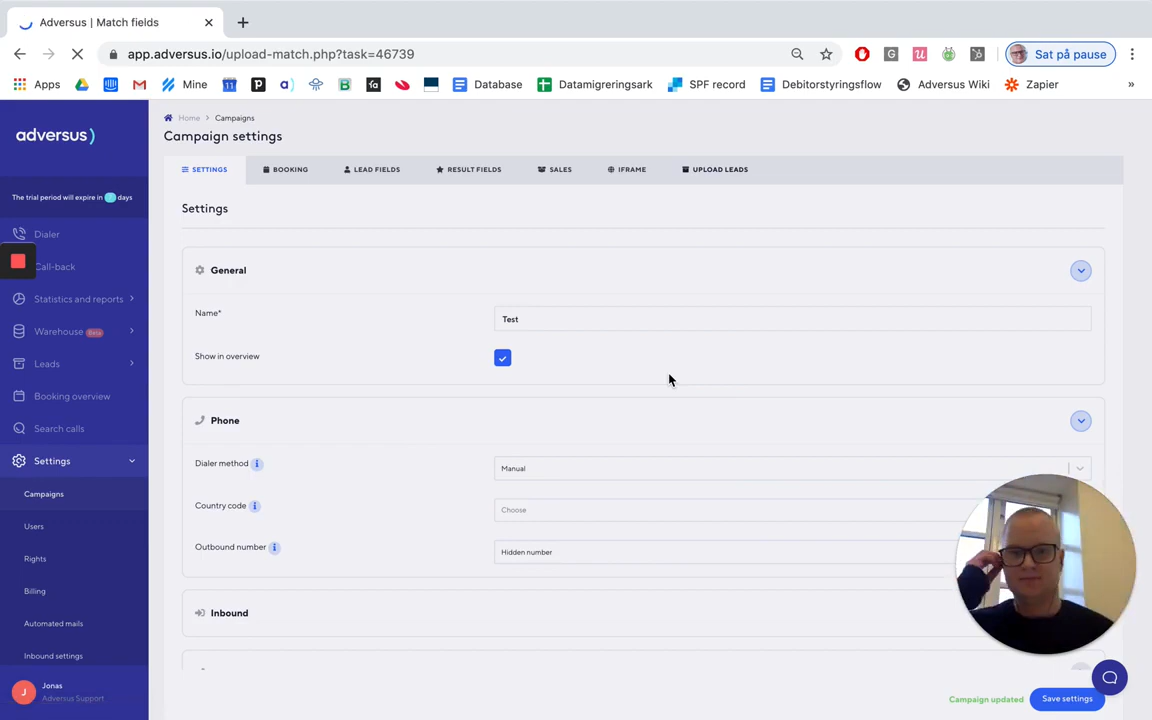 Adversus | Match fields
app.adversus.io/upload-match.php?task=46739
Sat på pause
Apps
Mine
Database
Datamigreringsark
SPF record
Debitorstyringsflow
Adversus Wiki
Zapier
»
adversus)
The trial period will expire in days
Dialer
Call-back
Statistics and reports
Warehouse Beta
Leads
Booking overview
Search calls
Settings
Campaigns
Users
Rights
Billing
Automated mails
Inbound settings
J
Jonas
Adversus Support
Home > Campaigns
Campaign settings
SETTINGS
BOOKING
LEAD FIELDS
RESULT FIELDS
SALES
IFRAME
UPLOAD LEADS
Settings
General
Name*
Test
Show in overview
Phone
Dialer method
Manual
Country code
Choose
Outbound number
Hidden number
Inbound
Campaign updated
Save settings